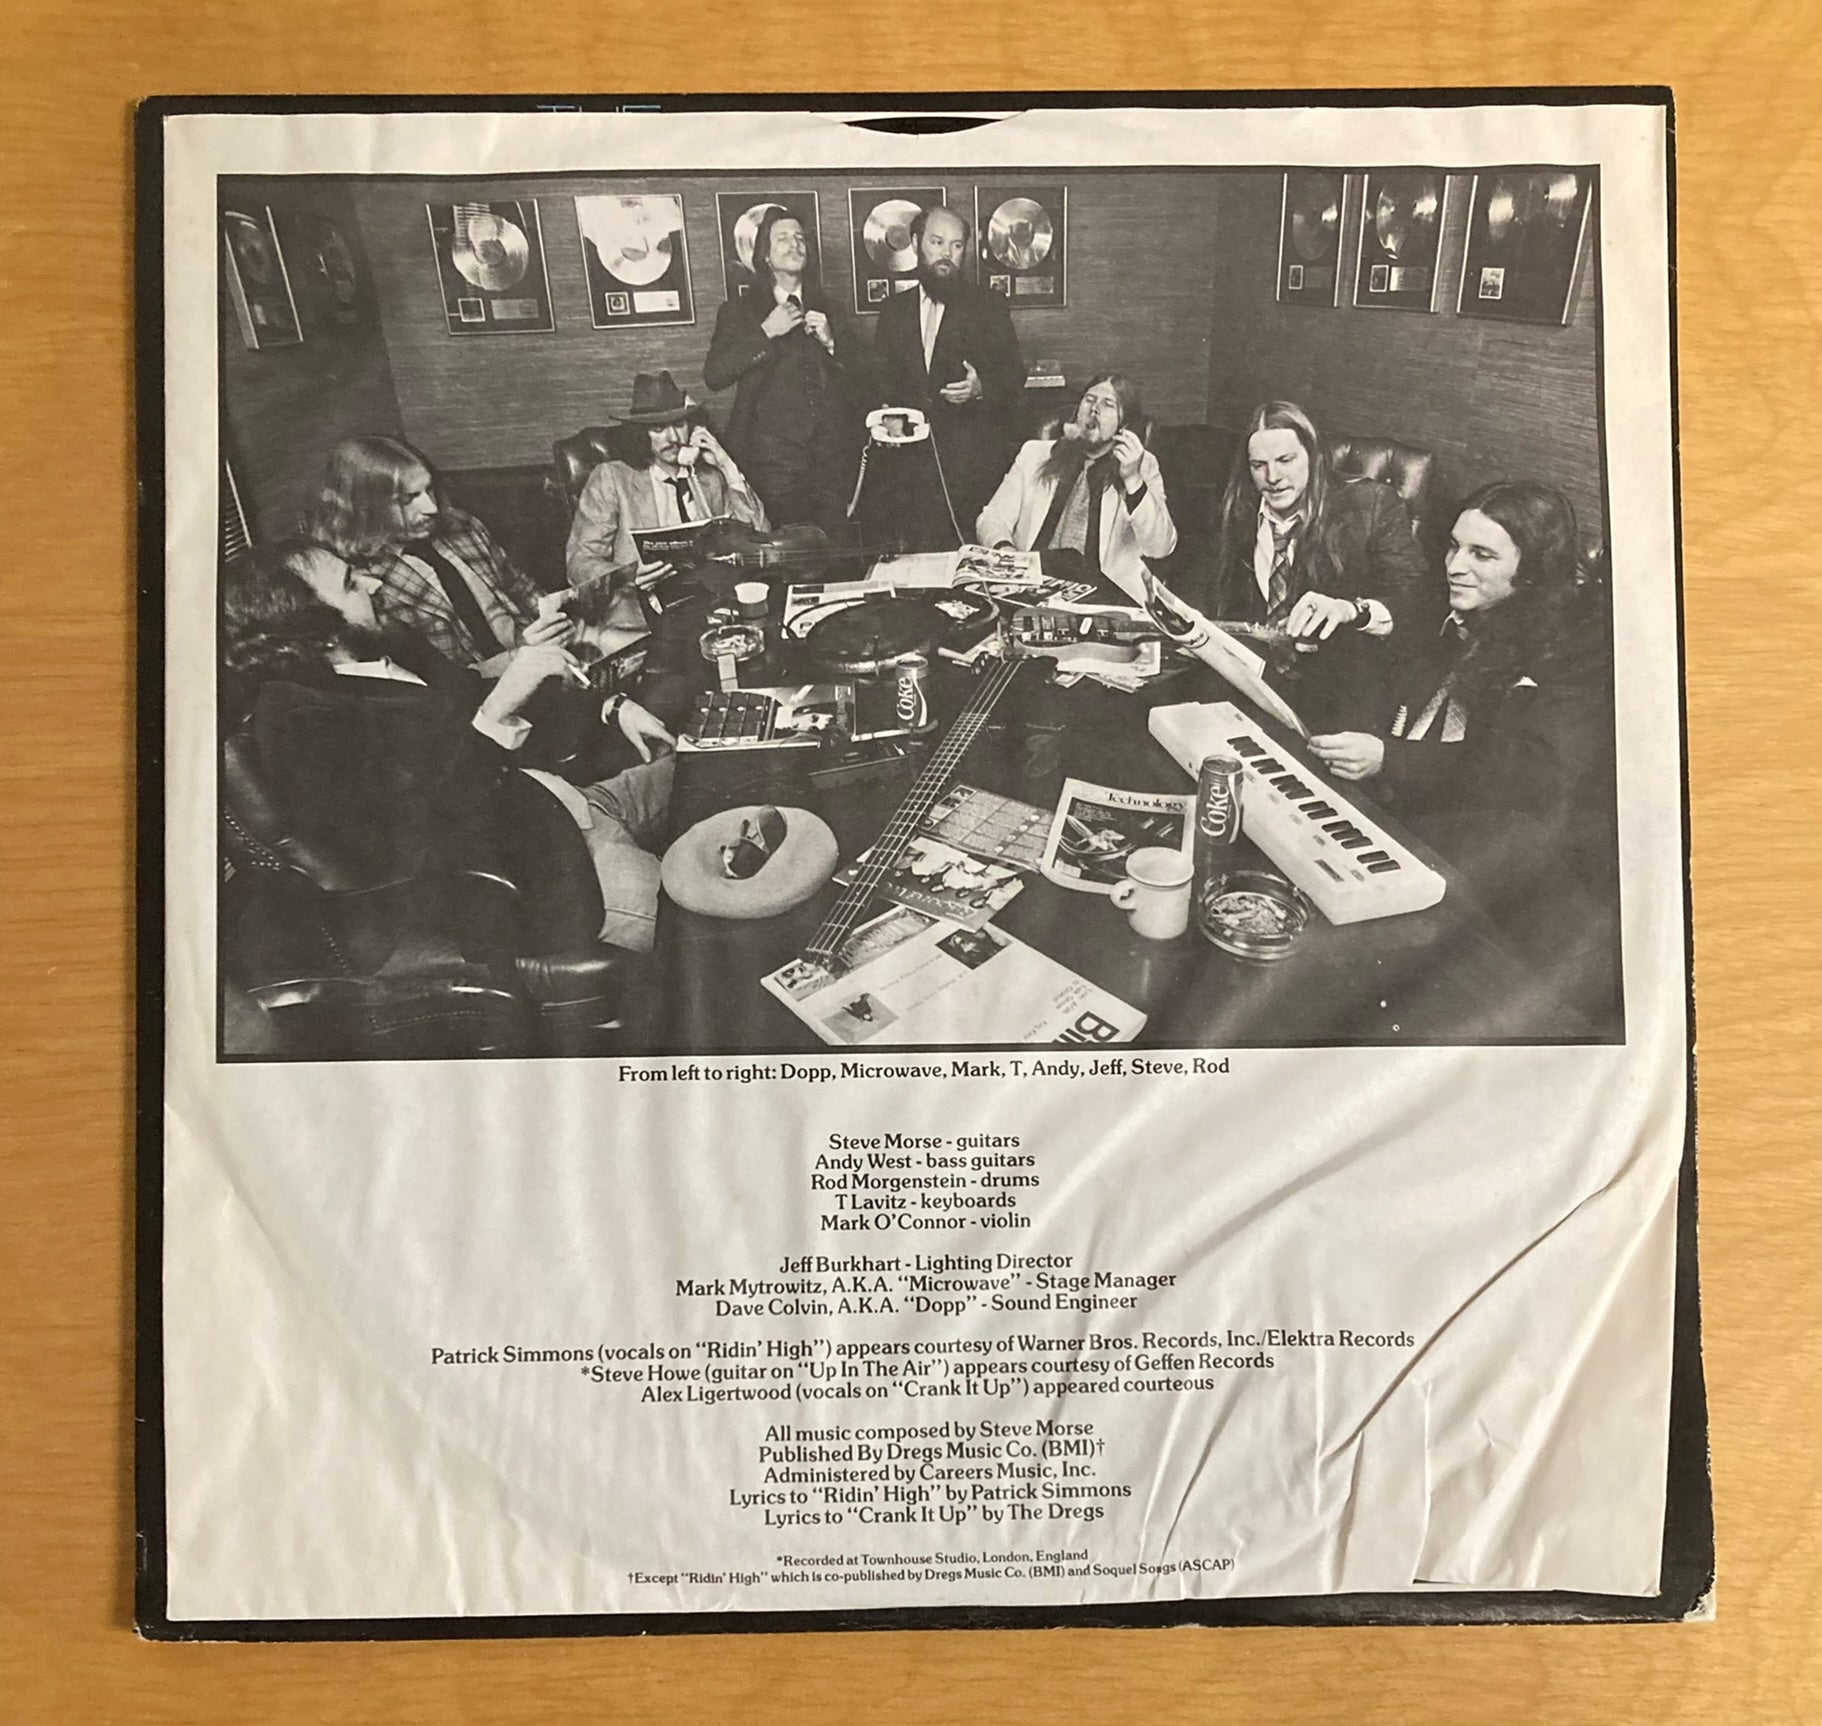 THE
Coke
Technology
Coke
Bill
From left to right: Dopp, Microwave, Mark, T, Andy, Jeff, Steve, Rod
Steve Morse - guitars
Andy West - bass guitars
Rod Morgenstein - drums
T Lavitz - keyboards
Mark O'Connor - violin
Jeff Burkhart - Lighting Director
Mark Mytrowitz, A.K.A. “Microwave” - Stage Manager
Dave Colvin, A.K.A. “Dopp” - Sound Engineer
Patrick Simmons (vocals on “Ridin' High”) appears courtesy of Warner Bros. Records, Inc./Elektra Records
*Steve Howe (guitar on “Up In The Air”) appears courtesy of Geffen Records
Alex Ligertwood (vocals on “Crank It Up”) appeared courteous
All music composed by Steve Morse
Published By Dregs Music Co. (BMI)†
Administered by Careers Music, Inc.
Lyrics to “Ridin' High” by Patrick Simmons
Lyrics to “Crank It Up” by The Dregs
*Recorded at Townhouse Studio, London, England
†Except “Ridin' High” which is co-published by Dregs Music Co. (BMI) and Soquel Songs (ASCAP)